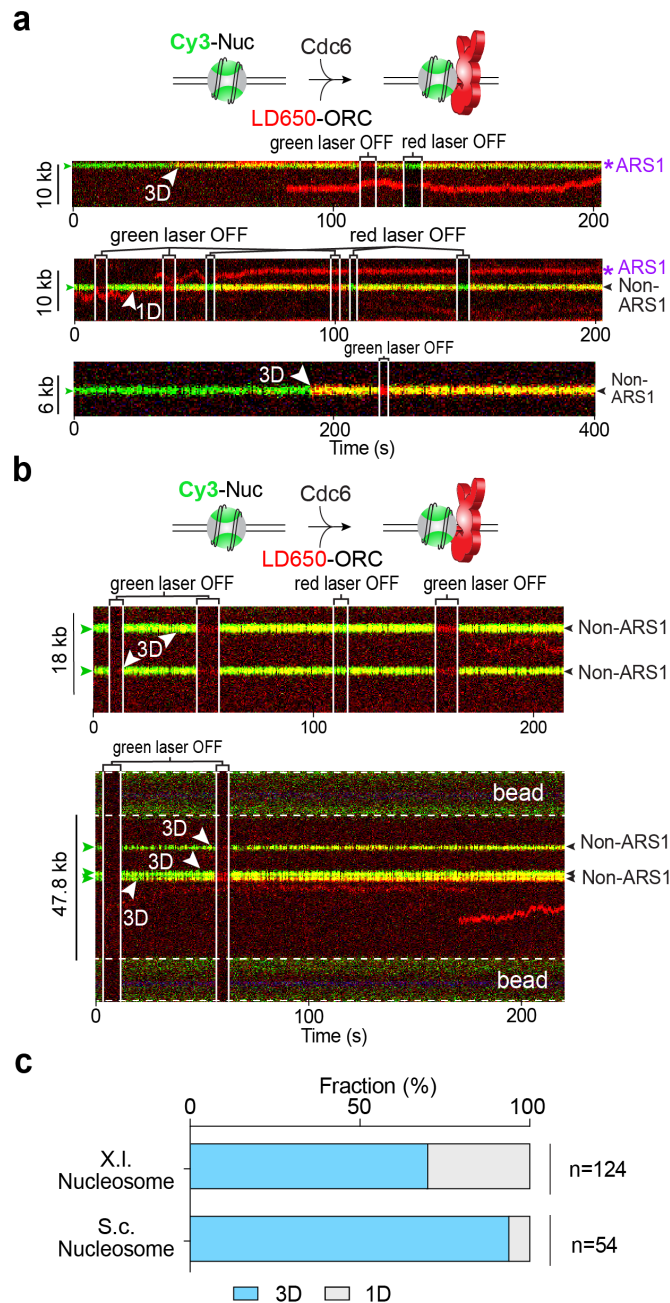 a
Cy3-Nuc
Cdc6
LD650-ORC
green laser OFF red laser OFF
10 kb
3D
*ARS1
0 100 200
green laser OFF red laser OFF
10 kb
1D
*ARS1
Non-ARS1
0 100 200
green laser OFF
6 kb
3D
Non-ARS1
0 200 400
Time (s)
b
Cy3-Nuc
Cdc6
LD650-ORC
green laser OFF red laser OFF green laser OFF
18 kb
3D
Non-ARS1
Non-ARS1
0 100 200
green laser OFF
bead
47.8 kb
3D
3D
3D
Non-ARS1
Non-ARS1
bead
0 100 200
Time (s)
c
Fraction (%)
0 50 100
X.l.
Nucleosome
n=124
S.c.
Nucleosome
n=54
3D 1D